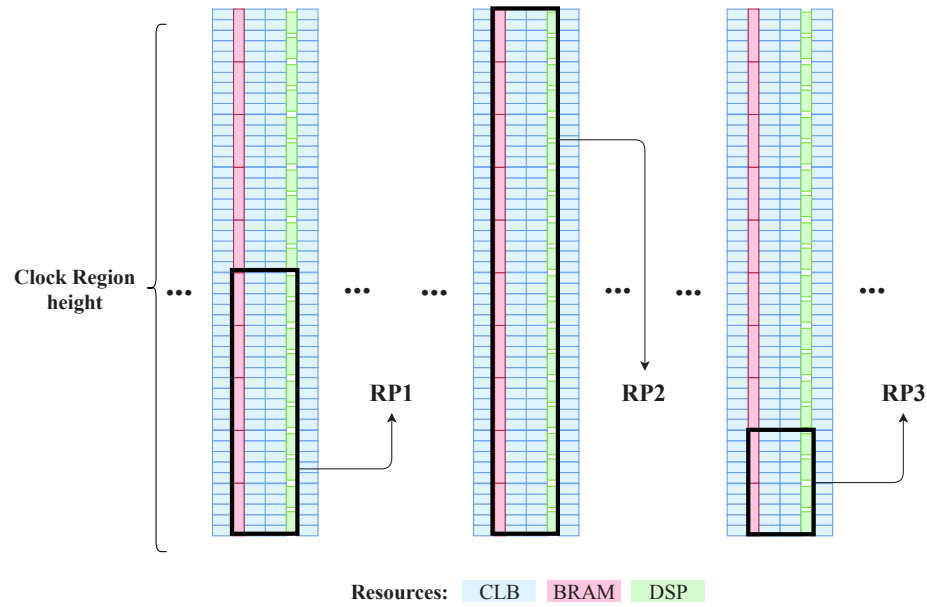 Clock Region
height
...
...
...
...
...
...
RP1
RP2
RP3
Resources: CLB BRAM DSP